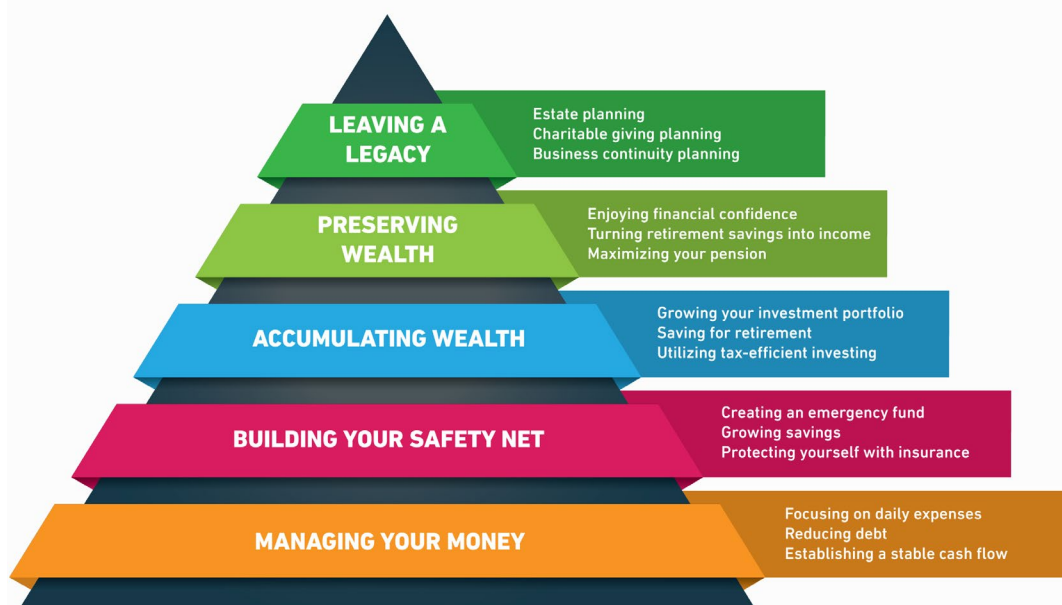 LEAVING A
LEGACY
Estate planning
Charitable giving planning
Business continuity planning
PRESERVING
WEALTH
Enjoying financial confidence
Turning retirement savings into income
Maximizing your pension
ACCUMULATING WEALTH
Growing your investment portfolio
Saving for retirement
Utilizing tax-efficient investing
BUILDING YOUR SAFETY NET
Creating an emergency fund
Growing savings
Protecting yourself with insurance
MANAGING YOUR MONEY
Focusing on daily expenses
Reducing debt
Establishing a stable cash flow